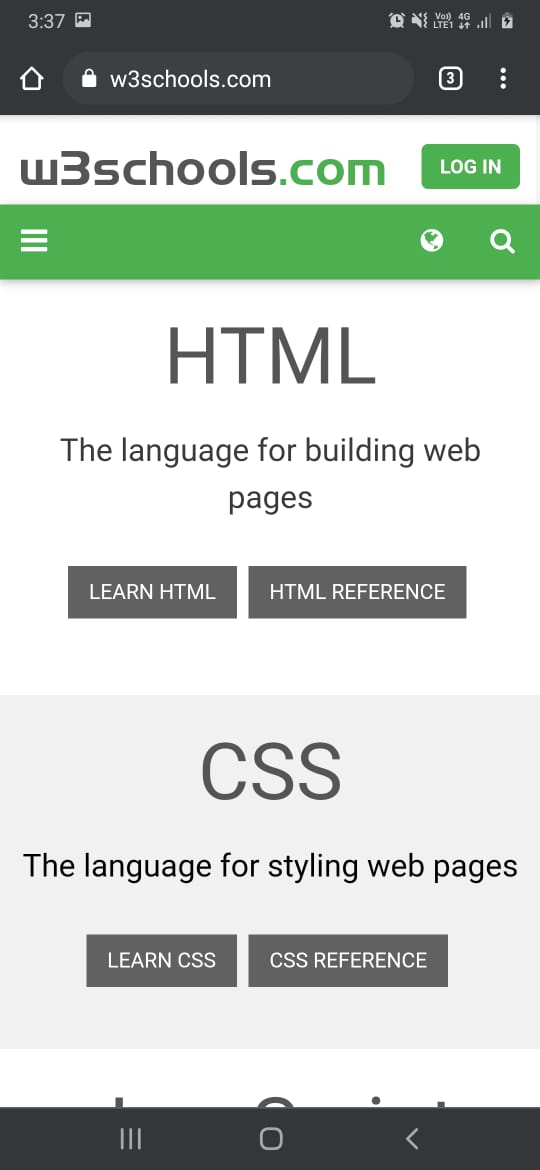 3:37
Vo)) 4G
LTE1
w3schools.com
3
w3schools.com
LOG IN
HTML
The language for building web
pages
LEARN HTML
HTML REFERENCE
CSS
The language for styling web pages
LEARN CSS
CSS REFERENCE